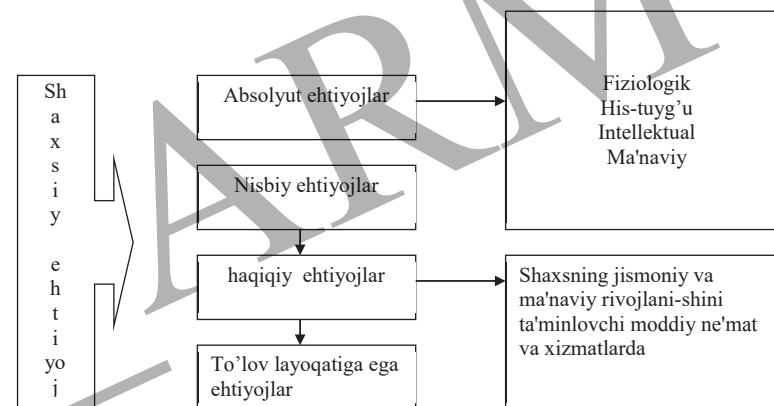 Sh
a
x
s
i
y
e
h
t
i
yo
j
Absolyut ehtiyojlar
Fiziologik
His-tuyg’u
Intellektual
Ma'naviy
Nisbiy ehtiyojlar
haqiqiy ehtiyojlar
Shaxsning jismoniy va
ma'naviy rivojlani-shini
ta'minlovchi moddiy ne'mat
va xizmatlarda
To’lov layoqatiga ega
ehtiyojlar
ARM